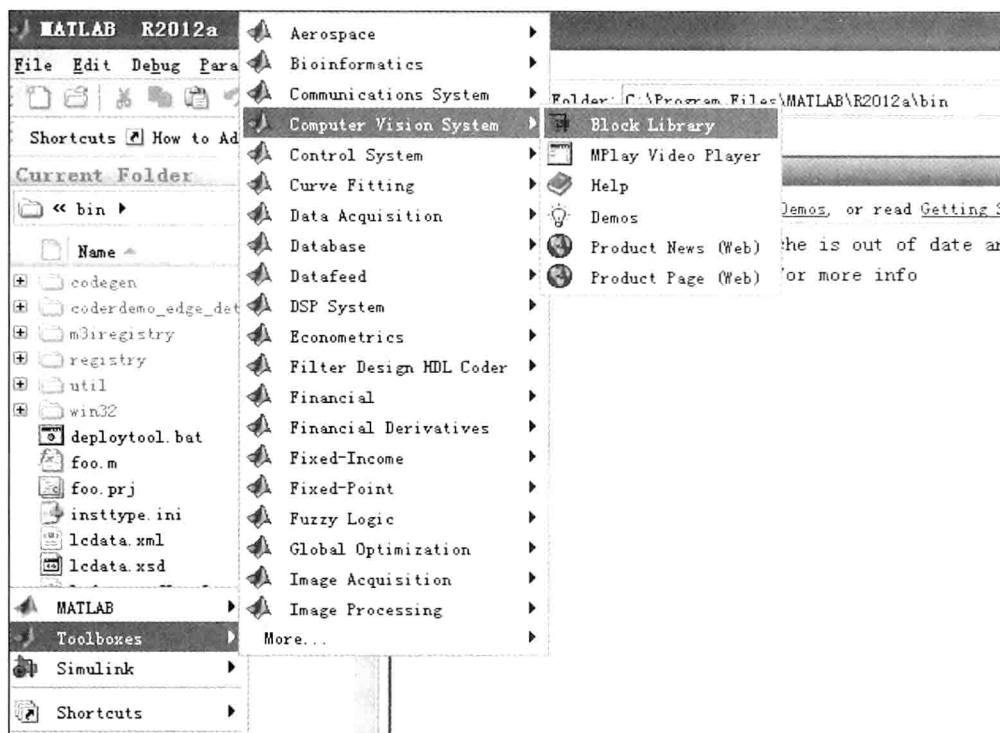 MATLAB R2012a
File Edit Debug Para
Shortcuts How to Ad
Current Folder
« bin
Name
codegen
coderdemo_edge_det
m3iregistry
registry
util
win32
deploytool.bat
foo.m
foo.prj
insttype.ini
lcdata.xml
lcdata.xsd
MATLAB
Toolboxes
Simulink
Shortcuts
Aerospace
Bioinformatics
Communications System
Computer Vision System
Control System
Curve Fitting
Data Acquisition
Database
Datafeed
DSP System
Econometrics
Filter Design HDL Coder
Financial
Financial Derivatives
Fixed-Income
Fixed-Point
Fuzzy Logic
Global Optimization
Image Acquisition
Image Processing
More...
Folder: C:\Program Files\MATLAB\R2012a\bin
Block Library
MPlay Video Player
Help
Demos
Product News (Web)
Product Page (Web)
Demos, or read Getting S
he is out of date an
or more info